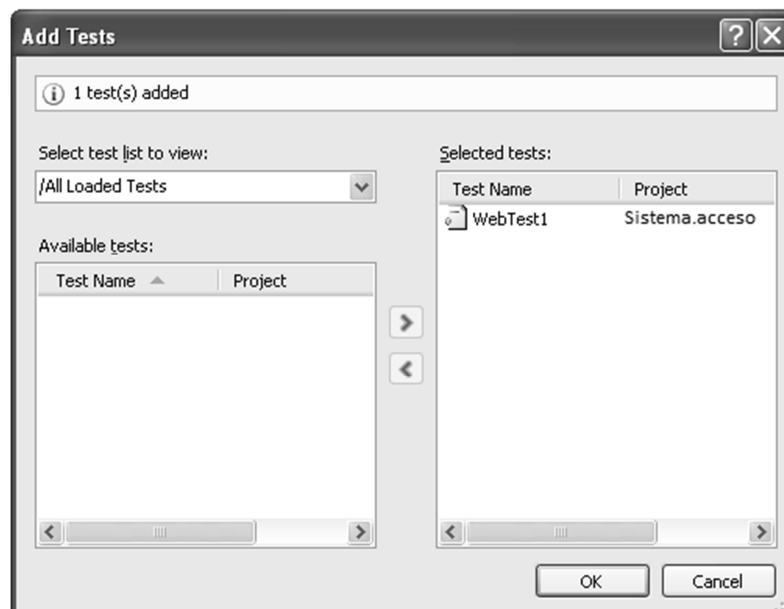 Add Tests
1 test(s) added
Select test list to view:
/All Loaded Tests
Available tests:
Test Name Project
Selected tests:
Test Name Project
WebTest1 Sistema.acceso
OK Cancel